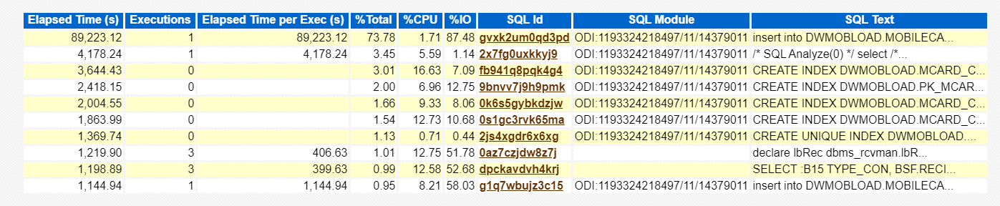 Elapsed Time (s) Executions Elapsed Time per Exec (s) %Total %CPU %IO SQL Id SQL Module SQL Text
89,223.12 1 89,223.12 73.78 1.71 87.48 gvxk2um0qd3pd ODI:1193324218497/11/14379011 insert into DWMOBLOAD.MOBILECA...
4,178.24 1 4,178.24 3.45 5.59 1.14 2x7fg0uxkkyj9 ODI:1193324218497/11/14379011 /* SQL Analyze(0) */ select /*...
3,644.43 0 3.01 16.63 7.09 fb941q8pqk4g4 ODI:1193324218497/11/14379011 CREATE INDEX DWMOBLOAD.MCARD_C...
2,418.15 0 2.00 6.96 12.75 9bnvv7j9h9pmk ODI:1193324218497/11/14379011 CREATE INDEX DWMOBLOAD.PK_MCAR...
2,004.55 0 1.66 9.33 8.06 0k6s5gybkdzjw ODI:1193324218497/11/14379011 CREATE INDEX DWMOBLOAD.MCARD_C...
1,863.99 0 1.54 12.73 10.68 0s1gc3rvk65ma ODI:1193324218497/11/14379011 CREATE INDEX DWMOBLOAD.MCARD_C...
1,369.74 0 1.13 0.71 0.44 2js4xgdr6x6xg ODI:1193324218497/11/14379011 CREATE UNIQUE INDEX DWMOBLOAD....
1,219.90 3 406.63 1.01 12.75 51.78 0az7czjdw8z7j declare lbRec dbms_rcvman.lbR...
1,198.89 3 399.63 0.99 12.58 52.68 dpckavdvh4krj SELECT :B15 TYPE_CON, BSF.RECI...
1,144.94 1 1,144.94 0.95 8.21 58.03 g1q7wbujz3c15 ODI:1193324218497/11/14379011 insert into DWMOBLOAD.MOBILECA...